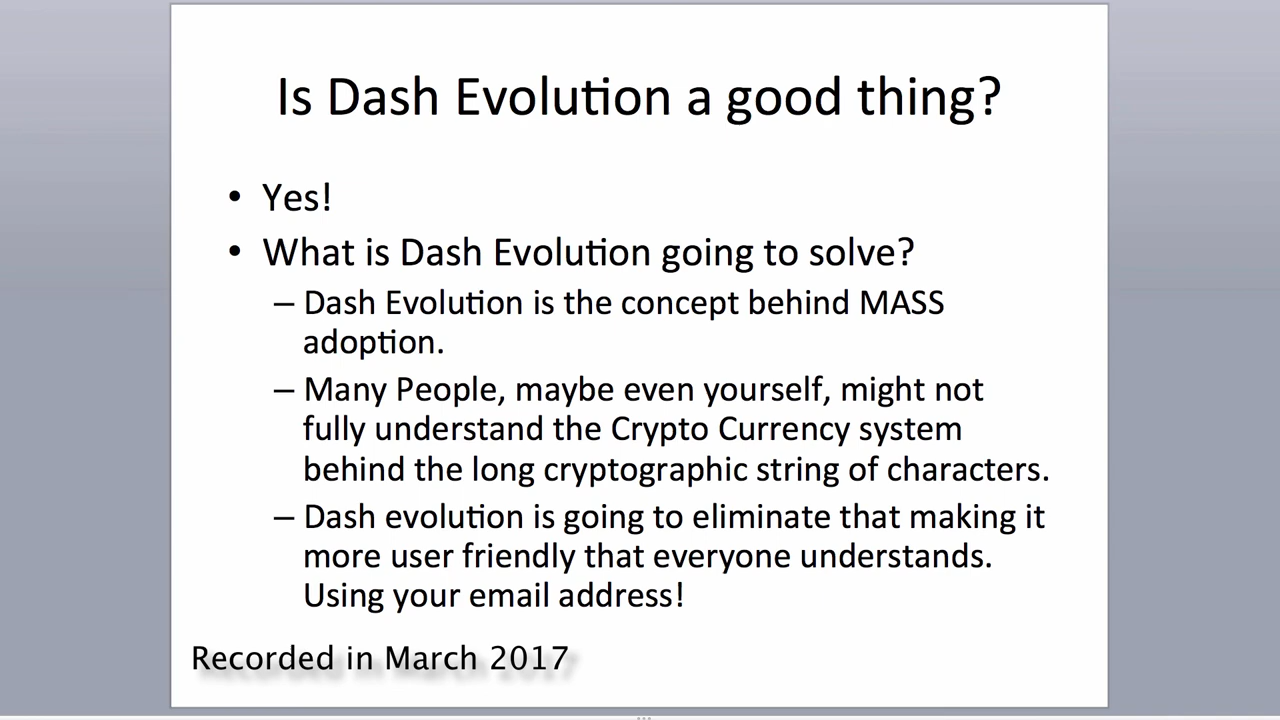 Is Dash Evolution a good thing?
• Yes!
• What is Dash Evolution going to solve?
– Dash Evolution is the concept behind MASS
adoption.
– Many People, maybe even yourself, might not
fully understand the Crypto Currency system
behind the long cryptographic string of characters.
– Dash evolution is going to eliminate that making it
more user friendly that everyone understands.
Using your email address!
Recorded in March 2017